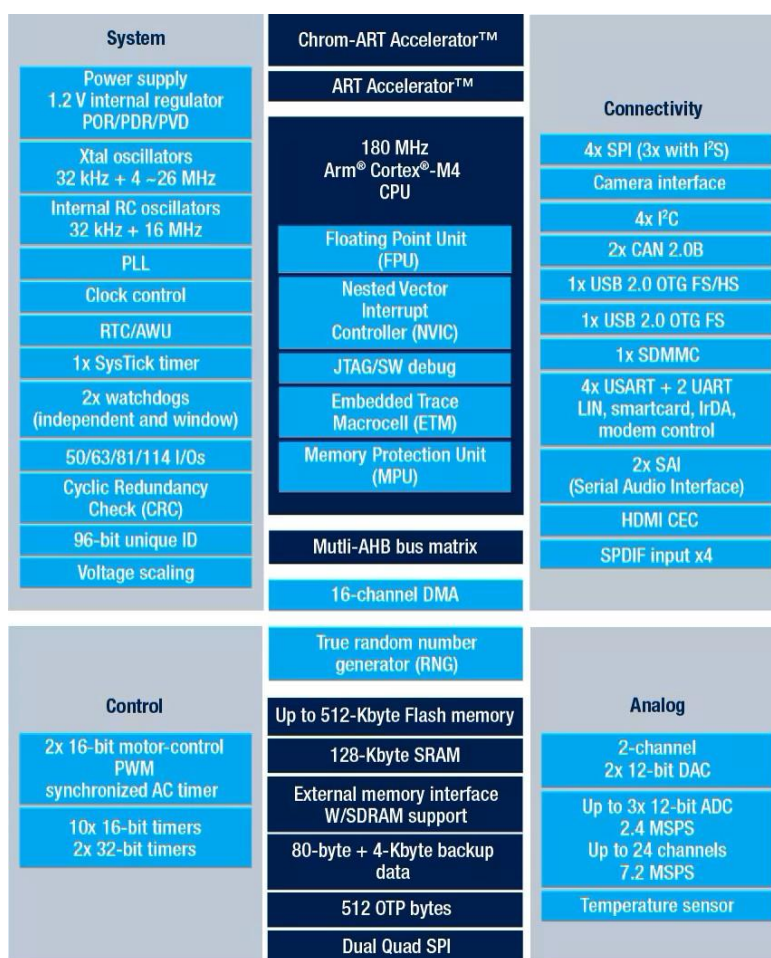 System
Power supply
1.2 V internal regulator
POR/PDR/PVD
Xtal oscillators
32 kHz + 4 ~26 MHz
Internal RC oscillators
32 kHz + 16 MHz
PLL
Clock control
RTC/AWU
1x SysTick timer
2x watchdogs
(independent and window)
50/63/81/114 I/Os
Cyclic Redundancy
Check (CRC)
96-bit unique ID
Voltage scaling
Chrom-ART Accelerator™
ART Accelerator™
180 MHz
Arm® Cortex®-M4
CPU
Floating Point Unit
(FPU)
Nested Vector
Interrupt
Controller (NVIC)
JTAG/SW debug
Embedded Trace
Macrocell (ETM)
Memory Protection Unit
(MPU)
Mutli-AHB bus matrix
16-channel DMA
True random number
generator (RNG)
Connectivity
4x SPI (3x with I²S)
Camera interface
4x I²C
2x CAN 2.0B
1x USB 2.0 OTG FS/HS
1x USB 2.0 OTG FS
1x SDMMC
4x USART + 2 UART
LIN, smartcard, IrDA,
modem control
2x SAI
(Serial Audio Interface)
HDMI CEC
SPDIF input x4
Control
2x 16-bit motor-control
PWM
synchronized AC timer
10x 16-bit timers
2x 32-bit timers
Up to 512-Kbyte Flash memory
128-Kbyte SRAM
External memory interface
W/SDRAM support
80-byte + 4-Kbyte backup
data
512 OTP bytes
Dual Quad SPI
Analog
2-channel
2x 12-bit DAC
Up to 3x 12-bit ADC
2.4 MSPS
Up to 24 channels
7.2 MSPS
Temperature sensor